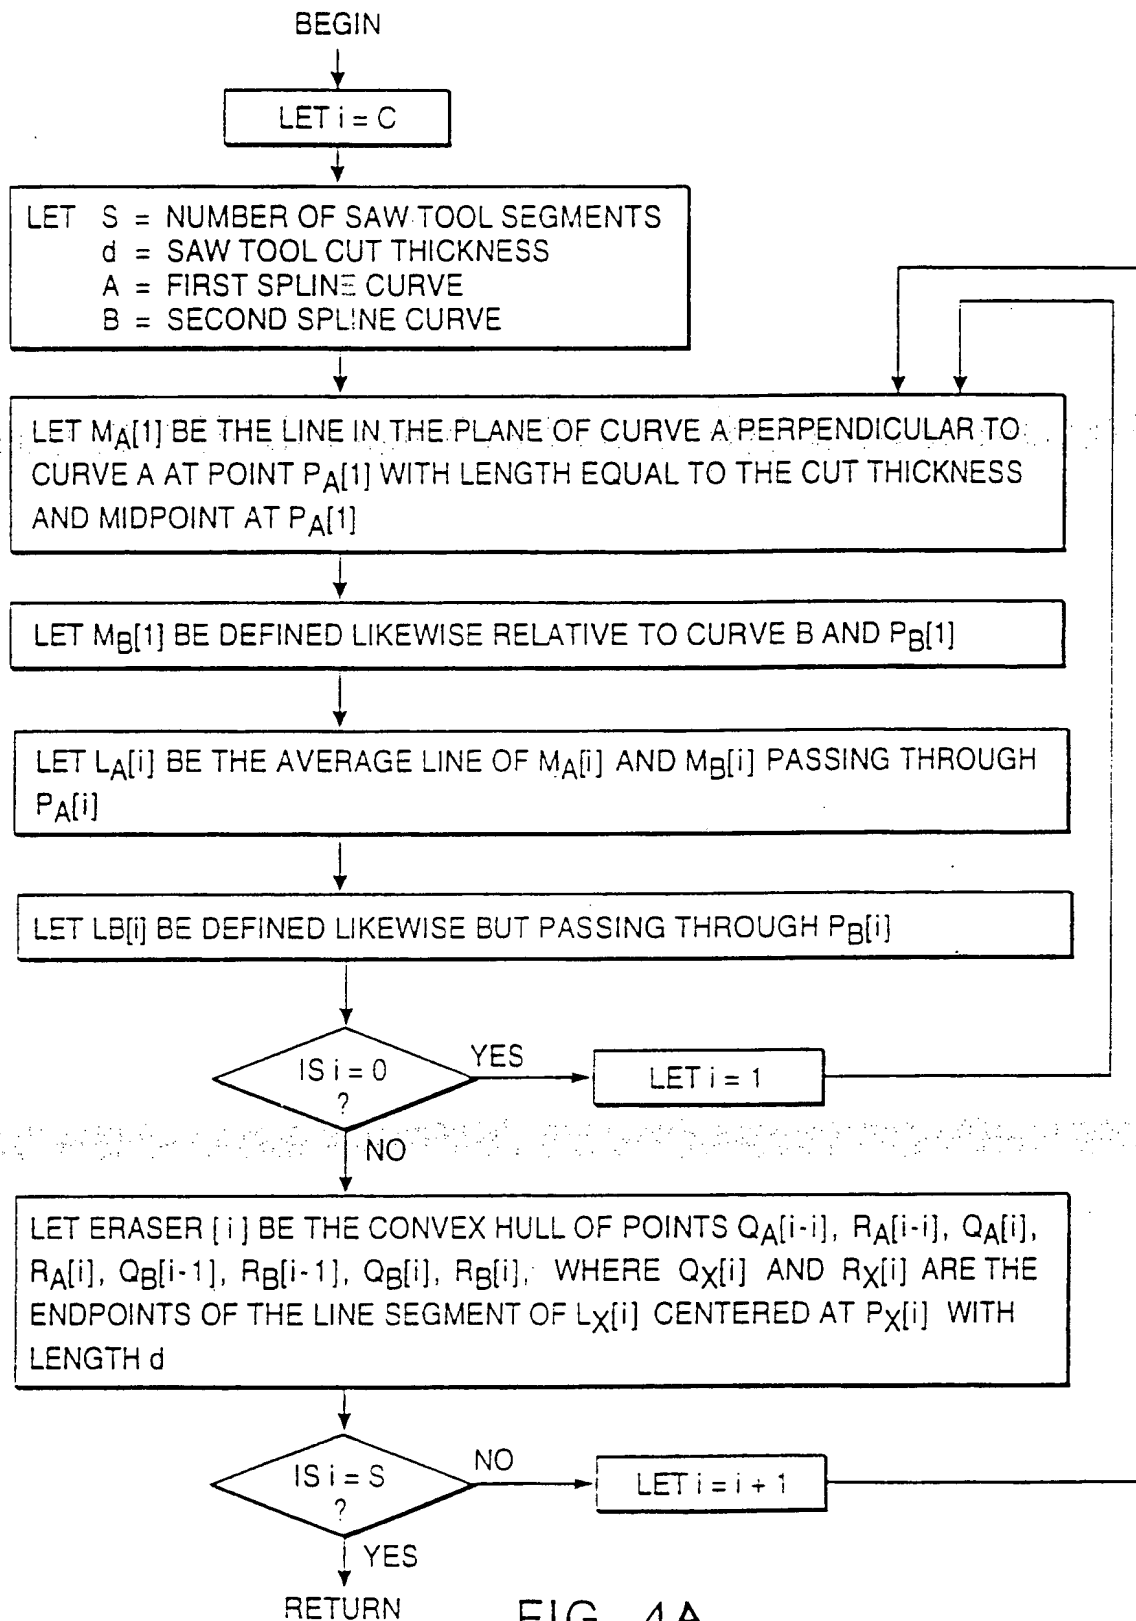 BEGIN
LET i = C
LET S = NUMBER OF SAW TOOL SEGMENTS
d = SAW TOOL CUT THICKNESS
A = FIRST SPLINE CURVE
B = SECOND SPLINE CURVE
LET MA[1] BE THE LINE IN THE PLANE OF CURVE A PERPENDICULAR TO
CURVE A AT POINT PA[1] WITH LENGTH EQUAL TO THE CUT THICKNESS
AND MIDPOINT AT PA[1]
LET MB[1] BE DEFINED LIKEWISE RELATIVE TO CURVE B AND PB[1]
LET LA[i] BE THE AVERAGE LINE OF MA[i] AND MB[i] PASSING THROUGH
PA[i]
LET LB[i] BE DEFINED LIKEWISE BUT PASSING THROUGH PB[i]
IS i = 0
?
YES
LET i = 1
NO
LET ERASER [i] BE THE CONVEX HULL OF POINTS QA[i-i], RA[i-i], QA[i],
RA[i], QB[i-1], RB[i-1], QB[i], RB[i], WHERE QX[i] AND RX[i] ARE THE
ENDPOINTS OF THE LINE SEGMENT OF LX[i] CENTERED AT PX[i] WITH
LENGTH d
IS i = S
?
NO
LET i = i + 1
YES
RETURN
FIG. 4A